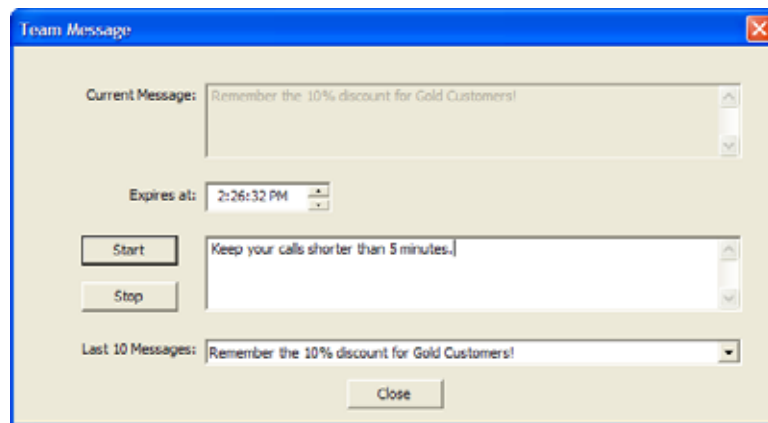 Team Message
Current Message: Remember the 10% discount for Gold Customers!
Expires at: 2:26:32 PM
Start Keep your calls shorter than 5 minutes.
Stop
Last 10 Messages: Remember the 10% discount for Gold Customers!
Close